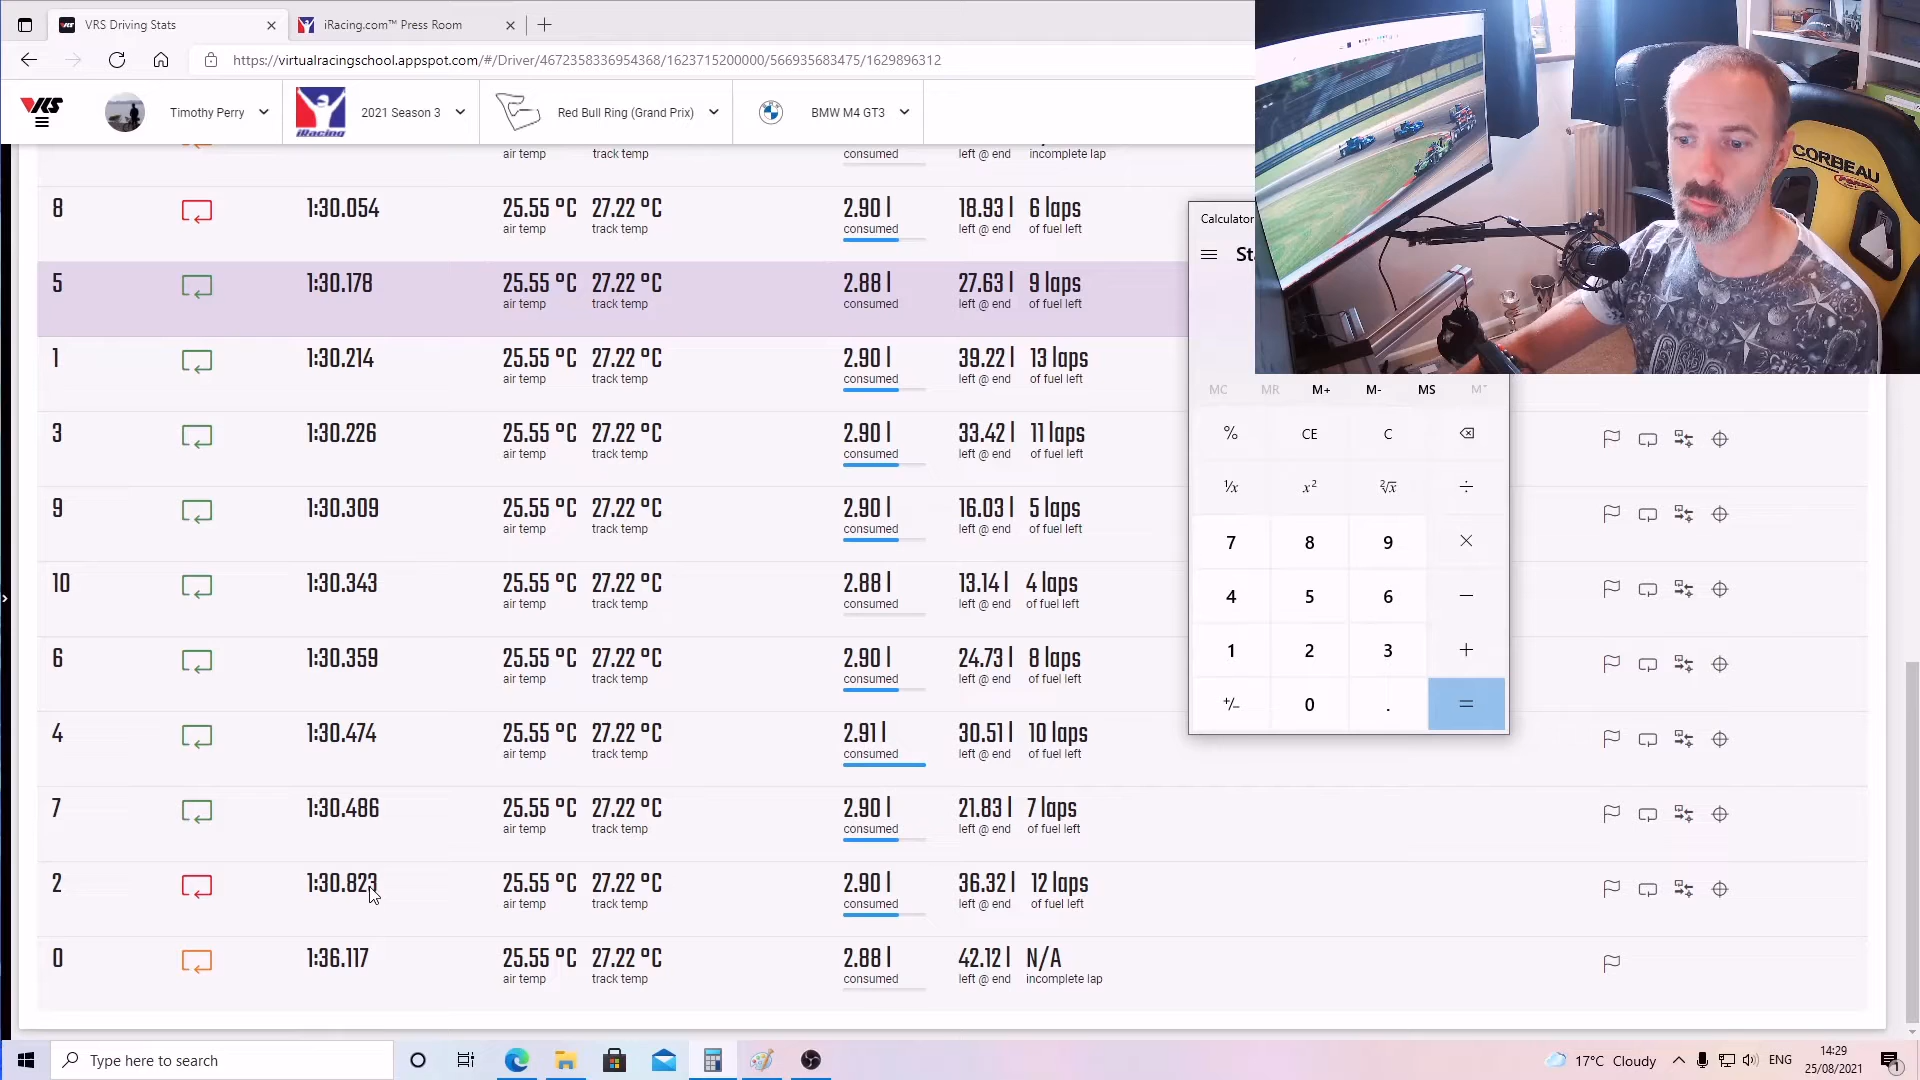 VRS Driving Stats
iRacing.com™ Press Room
https://virtualracingschool.appspot.com/#/Driver/4672358336954368/1623715200000/566935683475/1629896312
VRS
Timothy Perry
iRacing
2021 Season 3
Red Bull Ring (Grand Prix)
BMW M4 GT3
air temp track temp consumed left @ end incomplete lap
8 1:30.054 25.55 °C 27.22 °C 2.90 l 18.93 l 6 laps
air temp track temp consumed left @ end of fuel left
5 1:30.178 25.55 °C 27.22 °C 2.88 l 27.63 l 9 laps
air temp track temp consumed left @ end of fuel left
1 1:30.214 25.55 °C 27.22 °C 2.90 l 39.22 l 13 laps
air temp track temp consumed left @ end of fuel left
3 1:30.226 25.55 °C 27.22 °C 2.90 l 33.42 l 11 laps
air temp track temp consumed left @ end of fuel left
9 1:30.309 25.55 °C 27.22 °C 2.90 l 16.03 l 5 laps
air temp track temp consumed left @ end of fuel left
10 1:30.343 25.55 °C 27.22 °C 2.88 l 13.14 l 4 laps
air temp track temp consumed left @ end of fuel left
6 1:30.359 25.55 °C 27.22 °C 2.90 l 24.73 l 8 laps
air temp track temp consumed left @ end of fuel left
4 1:30.474 25.55 °C 27.22 °C 2.91 l 30.51 l 10 laps
air temp track temp consumed left @ end of fuel left
7 1:30.486 25.55 °C 27.22 °C 2.90 l 21.83 l 7 laps
air temp track temp consumed left @ end of fuel left
2 1:30.823 25.55 °C 27.22 °C 2.90 l 36.32 l 12 laps
air temp track temp consumed left @ end of fuel left
0 1:36.117 25.55 °C 27.22 °C 2.88 l 42.12 l N/A
air temp track temp consumed left @ end incomplete lap
Calculator
Sta
MC MR M+ M- MS M˅
% CE C
¹/x x² ²√x ÷
7 8 9 ×
4 5 6 −
1 2 3 +
+/− 0 . =
CORBEAU
Type here to search
17°C Cloudy
ENG
14:29
25/08/2021
1